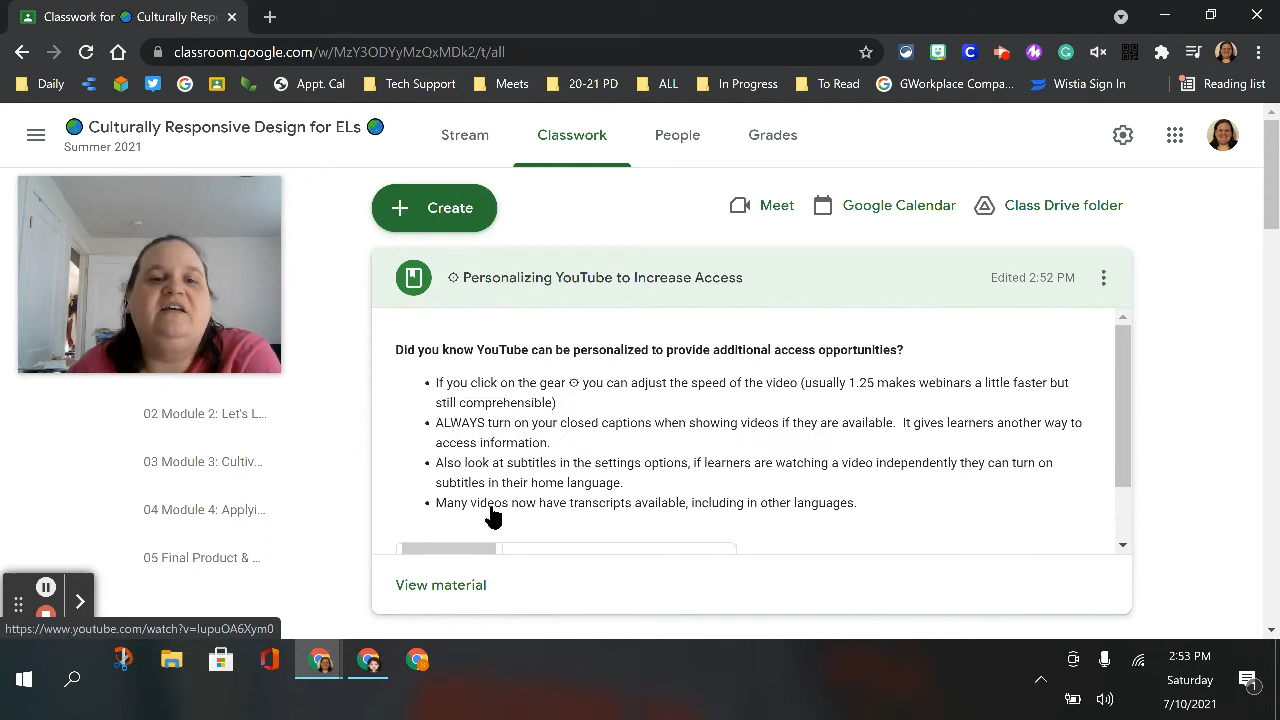 Classwork for 🌏 Culturally Respo
classroom.google.com/w/MzY3ODYyMzQxMDk2/t/all
Daily
Appt. Cal
Tech Support
Meets
20-21 PD
ALL
In Progress
To Read
GWorkplace Compa...
Wistia Sign In
Reading list
🌏 Culturally Responsive Design for ELs 🌏
Summer 2021
Stream
Classwork
People
Grades
Create
Meet
Google Calendar
Class Drive folder
Personalizing YouTube to Increase Access
Edited 2:52 PM
Did you know YouTube can be personalized to provide additional access opportunities?
• If you click on the gear ⚙ you can adjust the speed of the video (usually 1.25 makes webinars a little faster but
still comprehensible)
• ALWAYS turn on your closed captions when showing videos if they are available. It gives learners another way to
access information.
• Also look at subtitles in the settings options, if learners are watching a video independently they can turn on
subtitles in their home language.
• Many videos now have transcripts available, including in other languages.
View material
02 Module 2: Let's L...
03 Module 3: Cultiv...
04 Module 4: Applyi...
05 Final Product & ...
https://www.youtube.com/watch?v=IupuOA6Xym0
2:53 PM
Saturday
7/10/2021
1